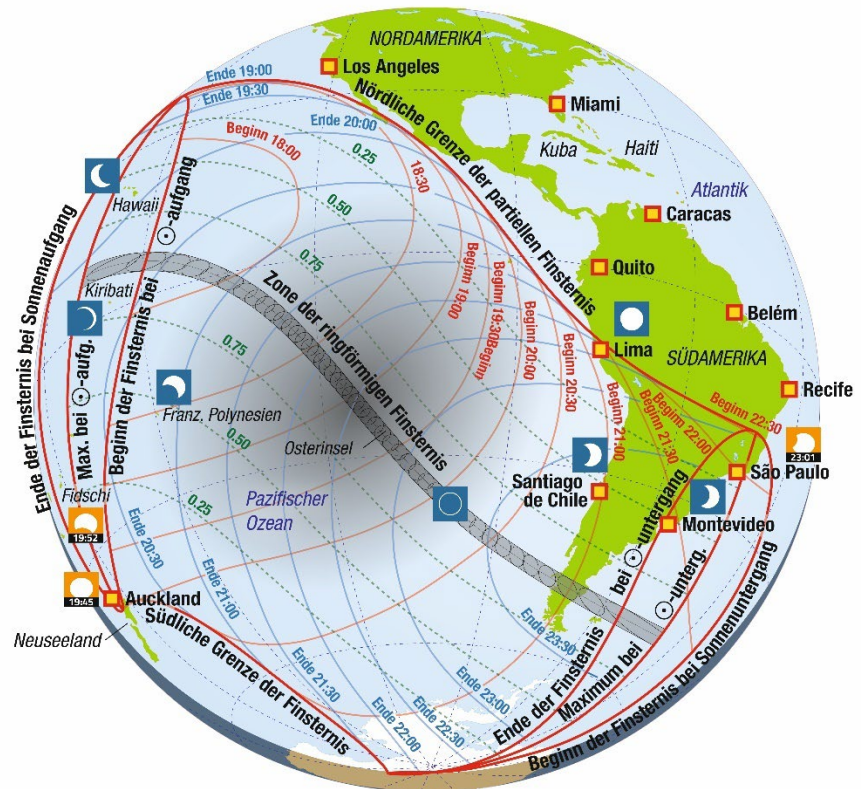 NORDAMERIKA
Los Angeles
Miami
Kuba
Haiti
Atlantik
Caracas
Quito
Belém
Lima
SÜDAMERIKA
Recife
São Paulo
23:01
Santiago
de Chile
Montevideo
Hawaii
Kiribati
Franz. Polynesien
Osterinsel
Pazifischer
Ozean
Fidschi
19:52
19:45
Auckland
Neuseeland
Nördliche Grenze der partiellen Finsternis
Zone der ringförmigen Finsternis
Südliche Grenze der Finsternis
Ende der Finsternis bei Sonnenaufgang
Max. bei ☉-aufg.
Beginn der Finsternis bei ☉-aufgang
Ende der Finsternis bei ☉-untergang
Maximum bei ☉-unterg.
Beginn der Finsternis bei Sonnenuntergang
Ende 19:00
Ende 19:30
Ende 20:00
Ende 20:30
Ende 21:00
Ende 21:30
Ende 22:00
Ende 22:30
Ende 23:00
Ende 23:30
Beginn 18:00
18:30
Beginn 19:00
Beginn 19:30
Beginn
Beginn 20:00
Beginn 20:30
Beginn 21:00
Beginn 21:30
Beginn 22:00
Beginn 22:30
0.25
0.50
0.75
0.75
0.50
0.25